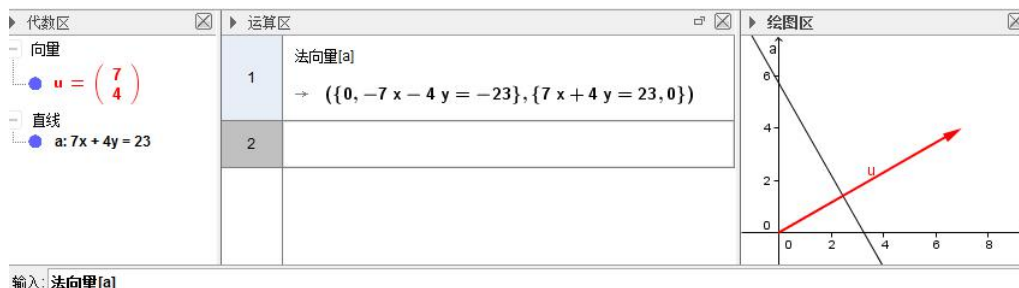 代数区
向量
u = ( 7 4 )
直线
a: 7x + 4y = 23
运算区
1
法向量[a]
→ ({0, −7 x − 4 y = −23}, {7 x + 4 y = 23, 0})
2
绘图区
a
6
4
2
0
u
0 2 4 6 8
输入: 法向量[a]